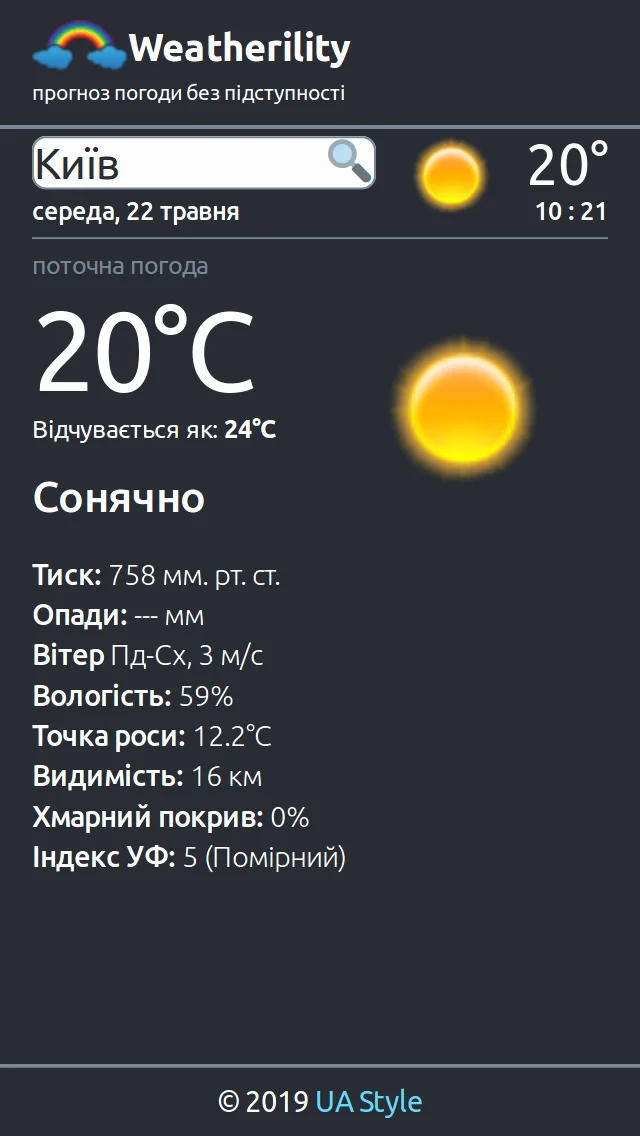 Weatherility
прогноз погоди без підступності
Київ
20°
середа, 22 травня
10 : 21
поточна погода
20°C
Відчувається як: 24°C
Сонячно
Тиск: 758 мм. рт. ст.
Опади: --- мм
Вітер Пд-Сх, 3 м/с
Вологість: 59%
Точка роси: 12.2°C
Видимість: 16 км
Хмарний покрив: 0%
Індекс УФ: 5 (Помірний)
© 2019 UA Style